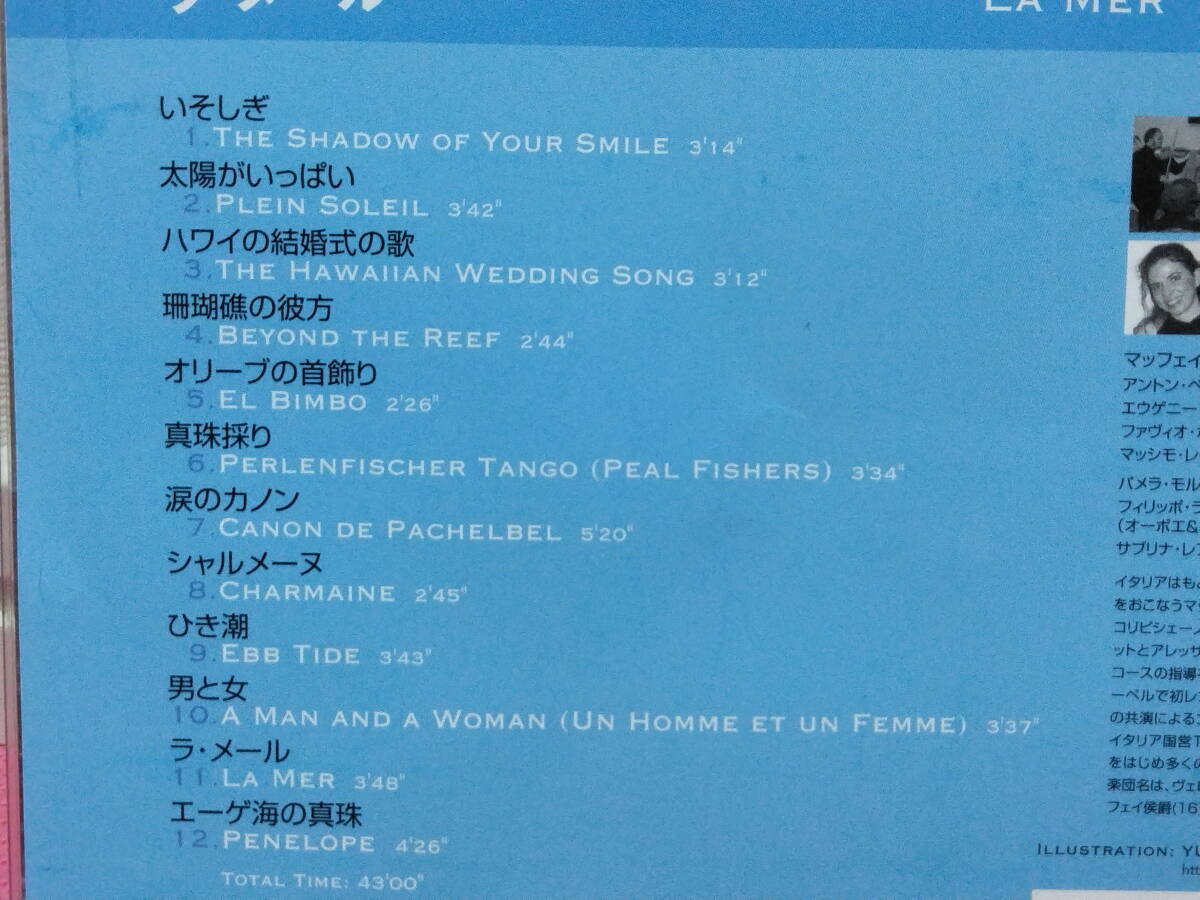 LA MER
いそしぎ
1. THE SHADOW OF YOUR SMILE 3'14"
太陽がいっぱい
2. PLEIN SOLEIL 3'42"
ハワイの結婚式の歌
3. THE HAWAIIAN WEDDING SONG 3'12"
珊瑚礁の彼方
4. BEYOND THE REEF 2'44"
オリーブの首飾り
5. EL BIMBO 2'26"
真珠採り
6. PERLENFISCHER TANGO (PEAL FISHERS) 3'34"
涙のカノン
7. CANON DE PACHELBEL 5'20"
シャルメーヌ
8. CHARMAINE 2'45"
ひき潮
9. EBB TIDE 3'43"
男と女
10. A MAN AND A WOMAN (UN HOMME ET UN FEMME) 3'37"
ラ・メール
11. LA MER 3'48"
エーゲ海の真珠
12. PENELOPE 4'26"
TOTAL TIME: 43'00"
マッフェイ
アントン・ベ
エウゲニー
ファヴィオ・
マッシモ・レ
パメラ・モル
フィリッポ・ラ
(オーボエ&
サブリナ・レ
イタリアはも
をおこなうマ
コリビシェーノ
ットとアレッサ
コースの指導
ーベルで初レ
の共演による
イタリア国営T
をはじめ多くの
楽団名は、ヴェ
フェイ侯爵(16
ILLUSTRATION: YU
htt